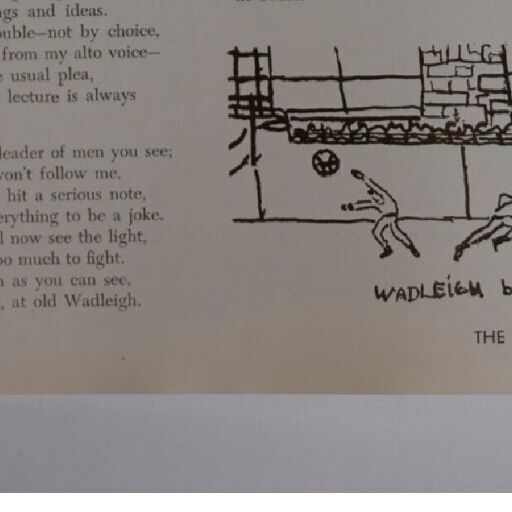 gs and ideas.
ouble—not by choice,
from my alto voice—
usual plea,
lecture is always
leader of men you see;
won't follow me.
hit a serious note,
erything to be a joke.
now see the light,
oo much to fight.
as you can see,
, at old Wadleigh.
WADLEIGH b
THE